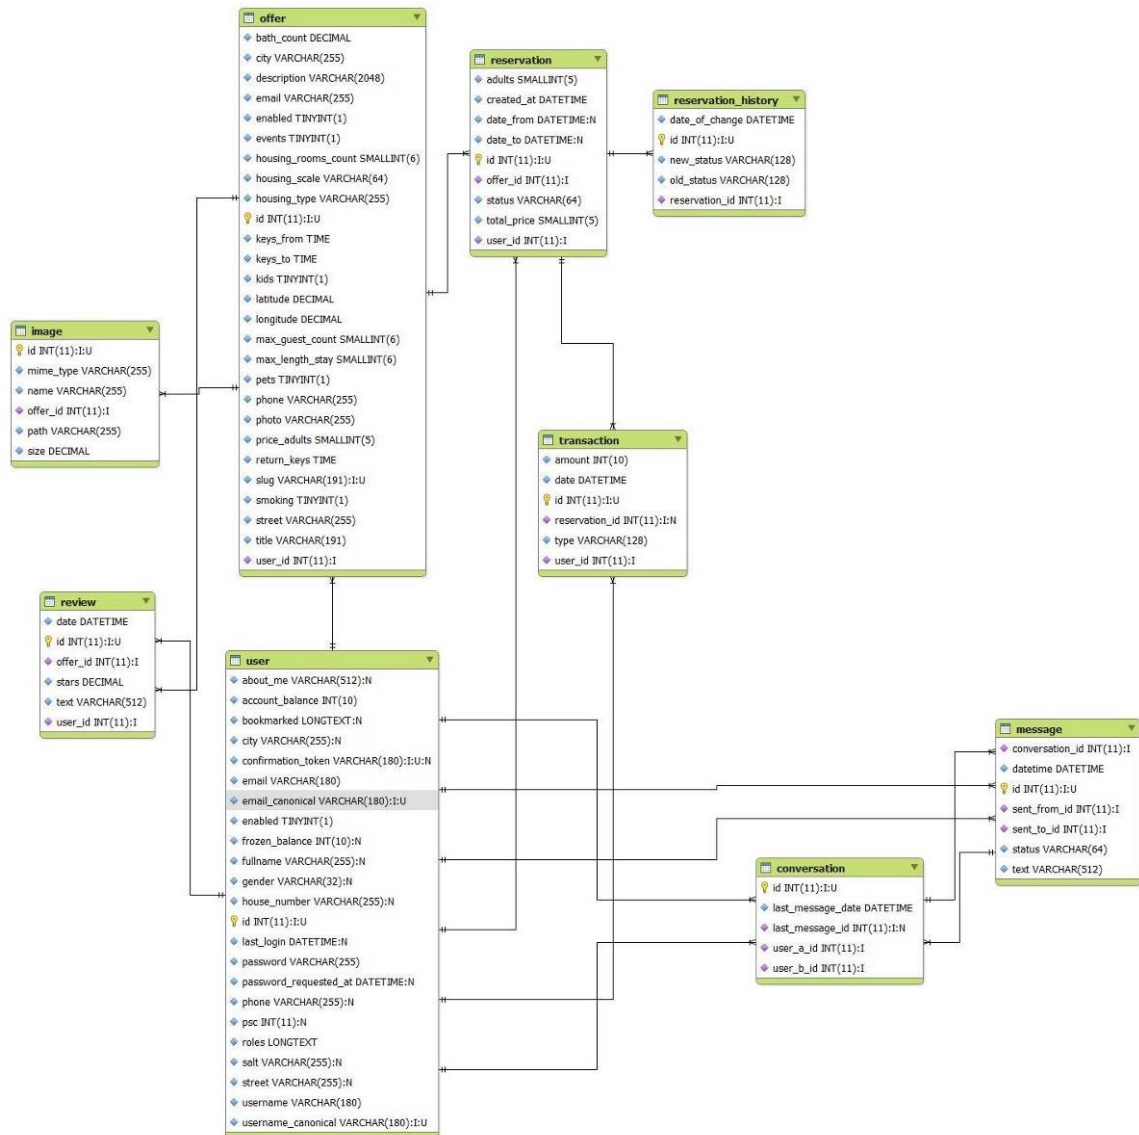 offer
bath_count DECIMAL
city VARCHAR(255)
description VARCHAR(2048)
email VARCHAR(255)
enabled TINYINT(1)
events TINYINT(1)
housing_rooms_count SMALLINT(6)
housing_scale VARCHAR(64)
housing_type VARCHAR(255)
id INT(11):I:U
keys_from TIME
keys_to TIME
kids TINYINT(1)
latitude DECIMAL
longitude DECIMAL
max_guest_count SMALLINT(6)
max_length_stay SMALLINT(6)
pets TINYINT(1)
phone VARCHAR(255)
photo VARCHAR(255)
price_adults SMALLINT(5)
return_keys TIME
slug VARCHAR(191):I:U
smoking TINYINT(1)
street VARCHAR(255)
title VARCHAR(191)
user_id INT(11):I
reservation
adults SMALLINT(5)
created_at DATETIME
date_from DATETIME:N
date_to DATETIME:N
id INT(11):I:U
offer_id INT(11):I
status VARCHAR(64)
total_price SMALLINT(5)
user_id INT(11):I
reservation_history
date_of_change DATETIME
id INT(11):I:U
new_status VARCHAR(128)
old_status VARCHAR(128)
reservation_id INT(11):I
image
id INT(11):I:U
mime_type VARCHAR(255)
name VARCHAR(255)
offer_id INT(11):I
path VARCHAR(255)
size DECIMAL
transaction
amount INT(10)
date DATETIME
id INT(11):I:U
reservation_id INT(11):I:N
type VARCHAR(128)
user_id INT(11):I
review
date DATETIME
id INT(11):I:U
offer_id INT(11):I
stars DECIMAL
text VARCHAR(512)
user_id INT(11):I
user
about_me VARCHAR(512):N
account_balance INT(10)
bookmarked LONGTEXT:N
city VARCHAR(255):N
confirmation_token VARCHAR(180):I:U:N
email VARCHAR(180)
email_canonical VARCHAR(180):I:U
enabled TINYINT(1)
frozen_balance INT(10):N
fullname VARCHAR(255):N
gender VARCHAR(32):N
house_number VARCHAR(255):N
id INT(11):I:U
last_login DATETIME:N
password VARCHAR(255)
password_requested_at DATETIME:N
phone VARCHAR(255):N
psc INT(11):N
roles LONGTEXT
salt VARCHAR(255):N
street VARCHAR(255):N
username VARCHAR(180)
username_canonical VARCHAR(180):I:U
message
conversation_id INT(11):I
datetime DATETIME
id INT(11):I:U
sent_from_id INT(11):I
sent_to_id INT(11):I
status VARCHAR(64)
text VARCHAR(512)
conversation
id INT(11):I:U
last_message_date DATETIME
last_message_id INT(11):I:N
user_a_id INT(11):I
user_b_id INT(11):I